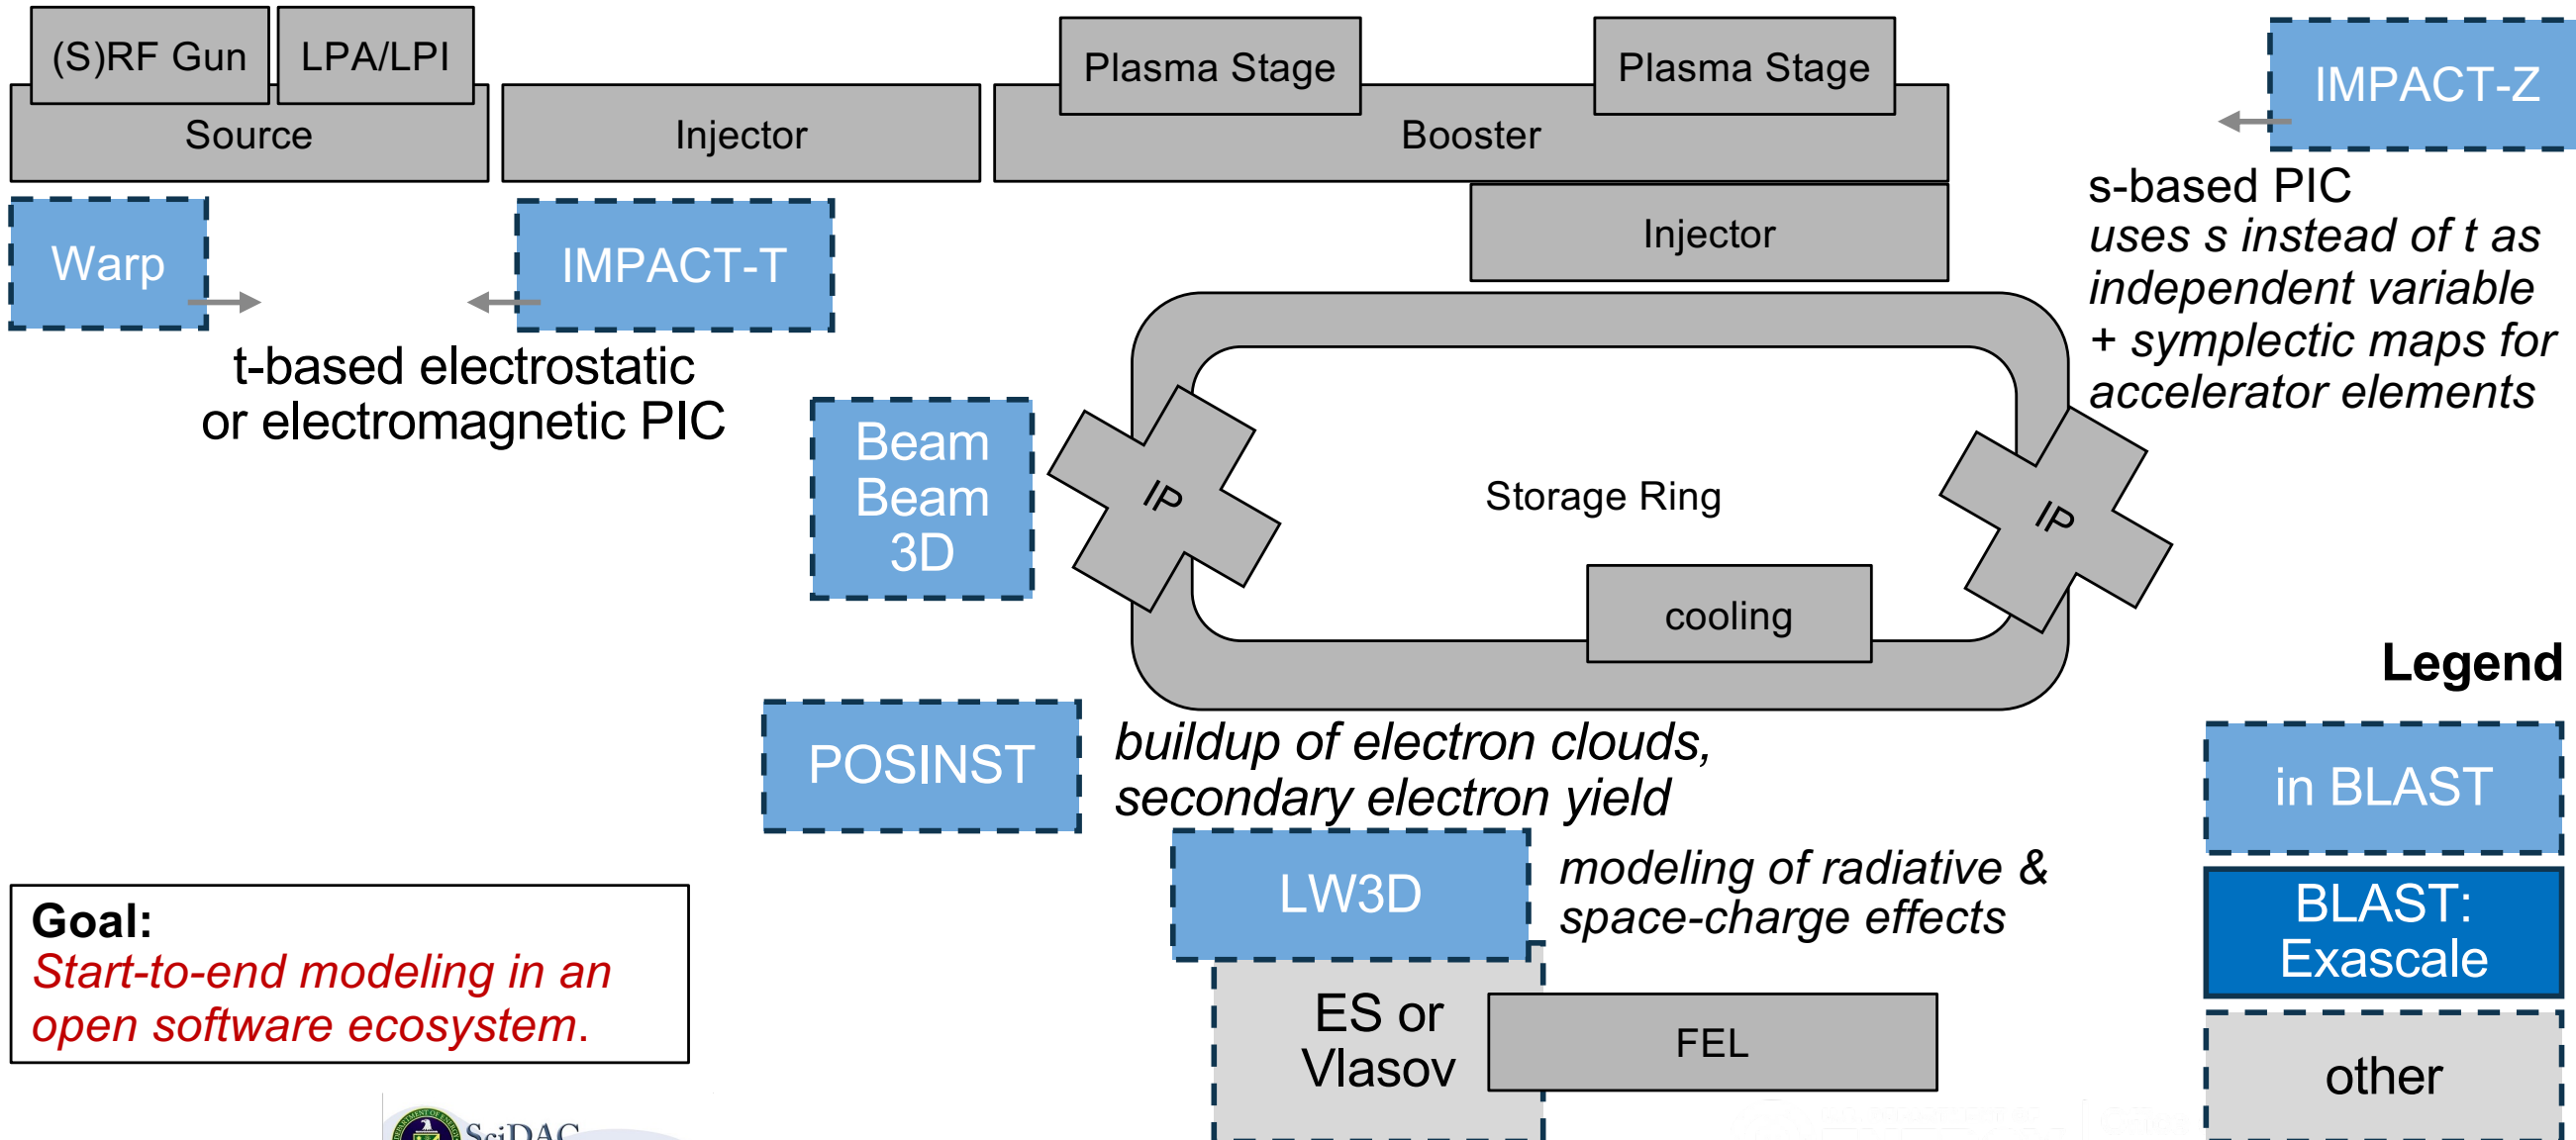 (S)RF Gun
LPA/LPI
Source
Injector
Plasma Stage
Plasma Stage
Booster
Injector
IMPACT-Z
s-based PIC
uses s instead of t as
independent variable
+ symplectic maps for
accelerator elements
Warp
IMPACT-T
t-based electrostatic
or electromagnetic PIC
Beam
Beam
3D
IP
Storage Ring
IP
cooling
POSINST
buildup of electron clouds,
secondary electron yield
LW3D
modeling of radiative &
space-charge effects
ES or
Vlasov
FEL
Goal:
Start-to-end modeling in an
open software ecosystem.
Legend
in BLAST
BLAST:
Exascale
other
SciDAC